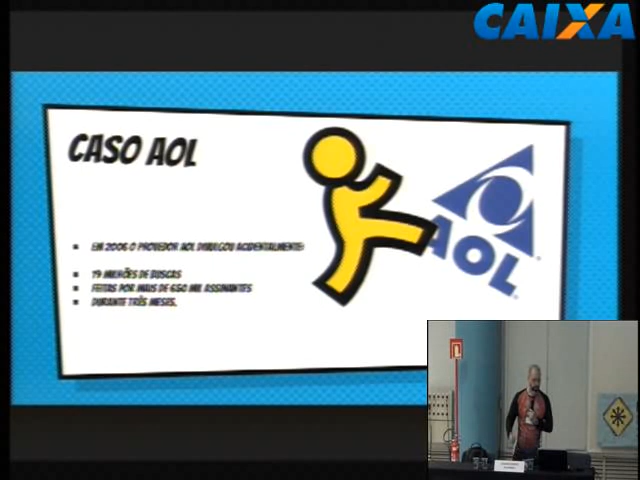 CAIXA
CASO AOL
AOL
EM 2006 O PROVEDOR AOL DIVULGOU ACIDENTALMENTE:
19 MILHÕES DE BUSCAS
FEITAS POR MAIS DE 650 MIL ASSINANTES
DURANTE TRÊS MESES.